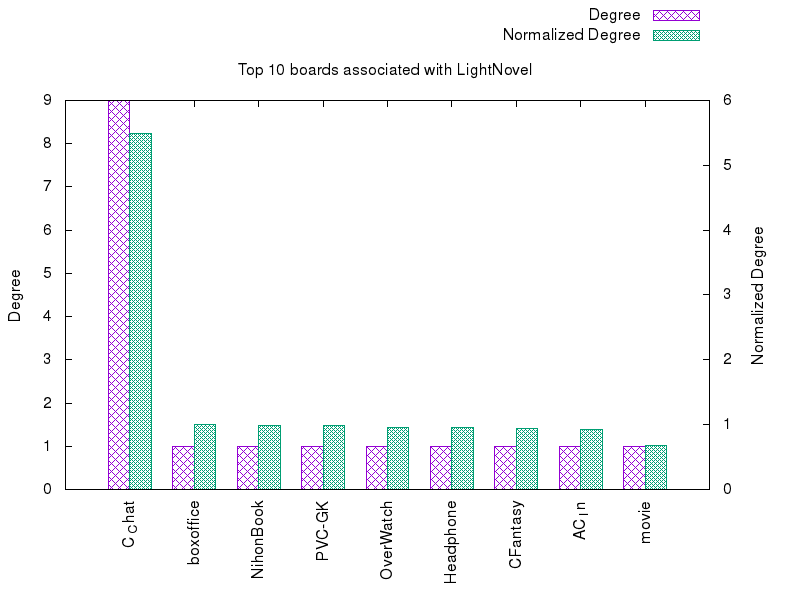 Degree
Normalized Degree
Top 10 boards associated with LightNovel
9
8
7
6
5
4
3
2
1
0
6
5
4
3
2
1
0
Degree
Normalized Degree
C_Chat
boxoffice
NihonBook
PVC-GK
OverWatch
Headphone
CFantasy
AC_In
movie